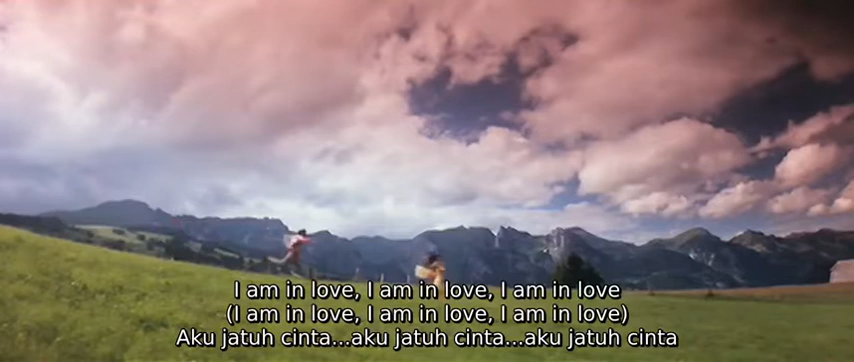 I am in love, I am in love, I am in love
(I am in love, I am in love, I am in love)
Aku jatuh cinta...aku jatuh cinta...aku jatuh cinta